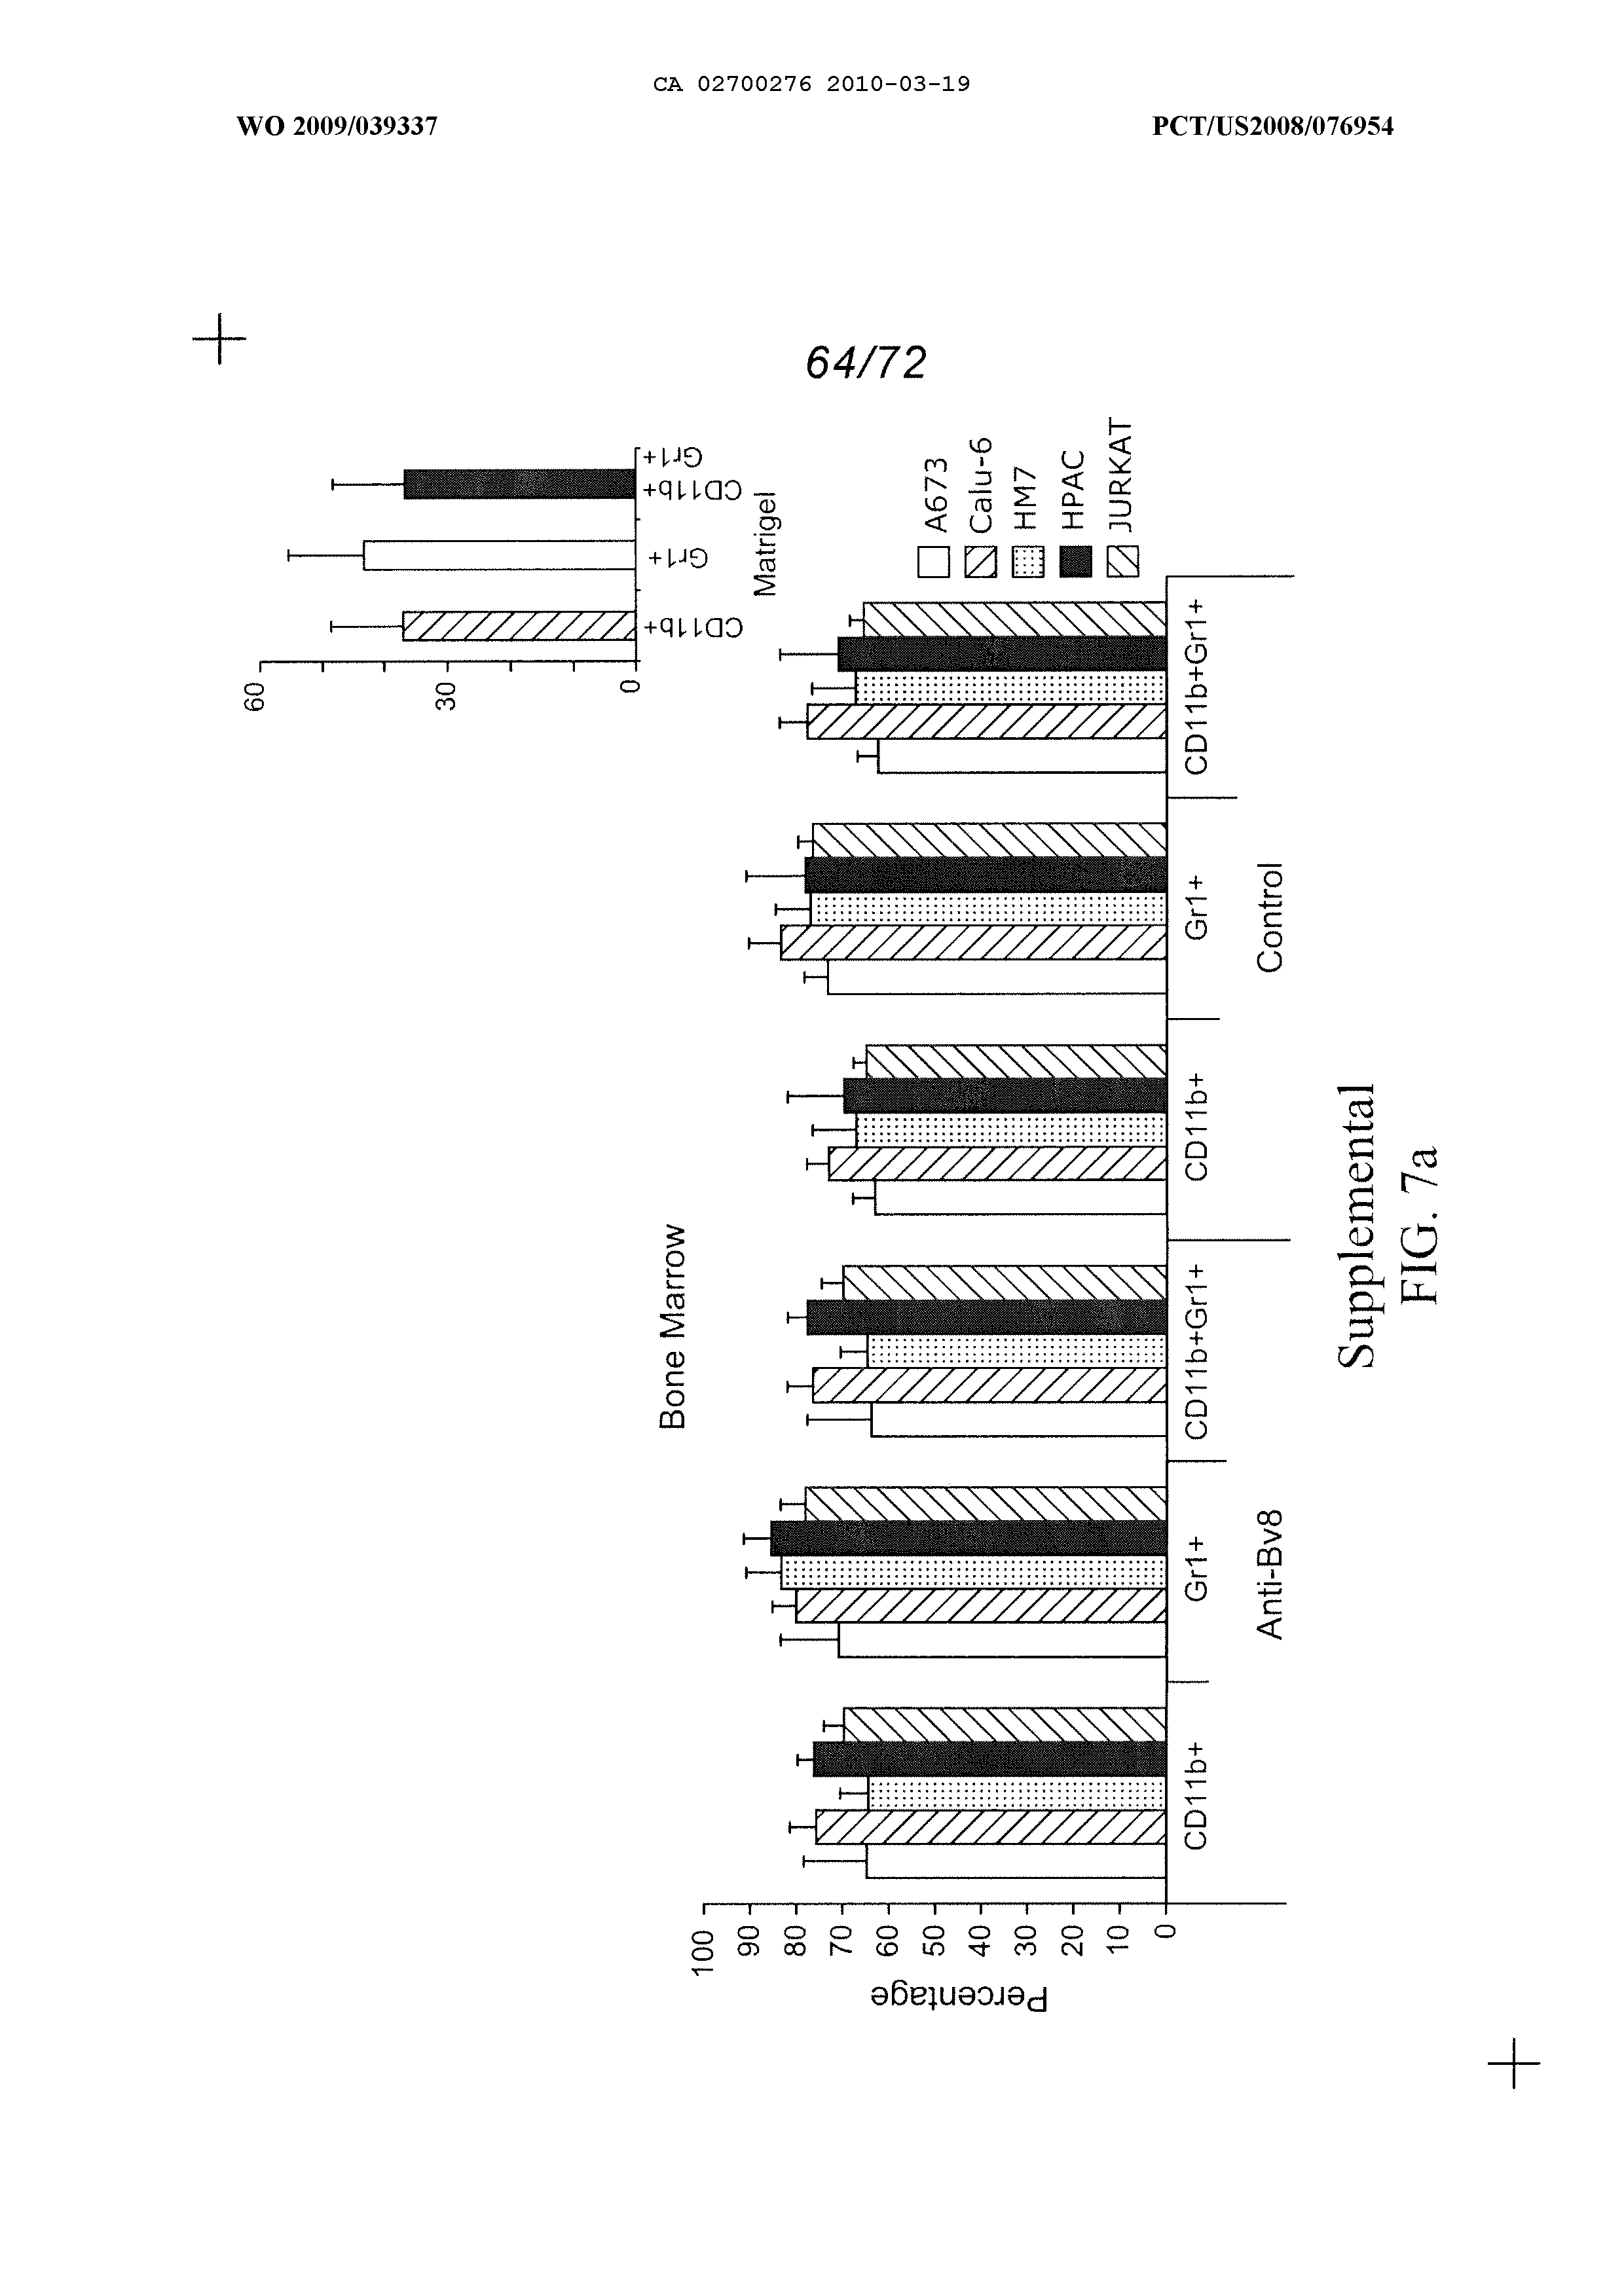 CA 02700276 2010-03-19
WO 2009/039337
PCT/US2008/076954
64/72
60
30
0
CD11b+
Gr1+
CD11b+
Gr1+
Matrigel
Bone Marrow
A673
Calu-6
HM7
HPAC
JURKAT
Percentage
100
90
80
70
60
50
40
30
20
10
0
CD11b+
Gr1+
CD11b+Gr1+
CD11b+
Gr1+
CD11b+Gr1+
Anti-Bv8
Control
Supplemental
FIG. 7a